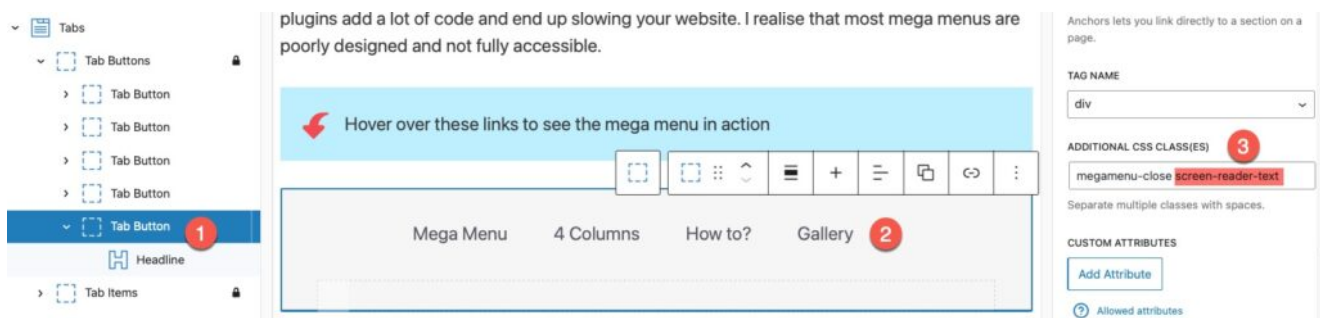 Tabs
Tab Buttons
Tab Button
Tab Button
Tab Button
Tab Button
Tab Button
1
Headline
Tab Items
plugins add a lot of code and end up slowing your website. I realise that most mega menus are
poorly designed and not fully accessible.
Hover over these links to see the mega menu in action
Mega Menu 4 Columns How to? Gallery 2
Anchors lets you link directly to a section on a
page.
TAG NAME
div
ADDITIONAL CSS CLASS(ES) 3
megamenu-close screen-reader-text
Separate multiple classes with spaces.
CUSTOM ATTRIBUTES
Add Attribute
Allowed attributes